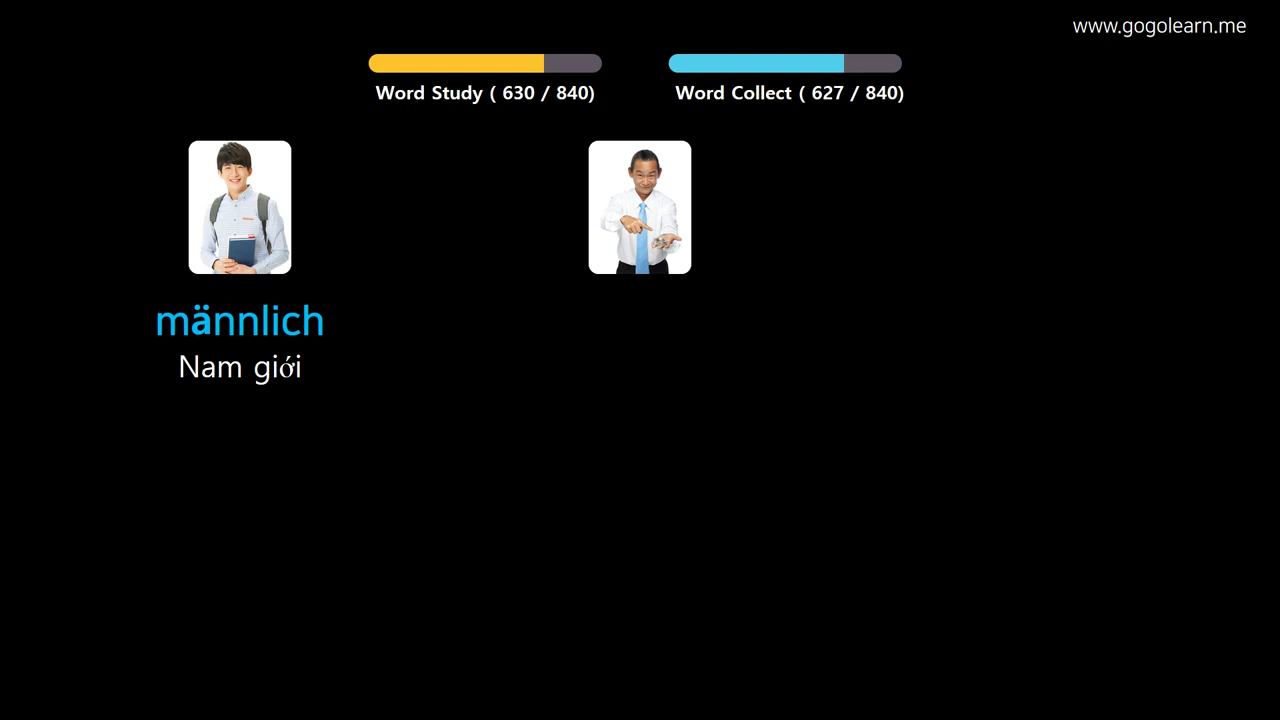 www.gogolearn.me
Word Study ( 630 / 840)
Word Collect ( 627 / 840)
männlich
Nam giới